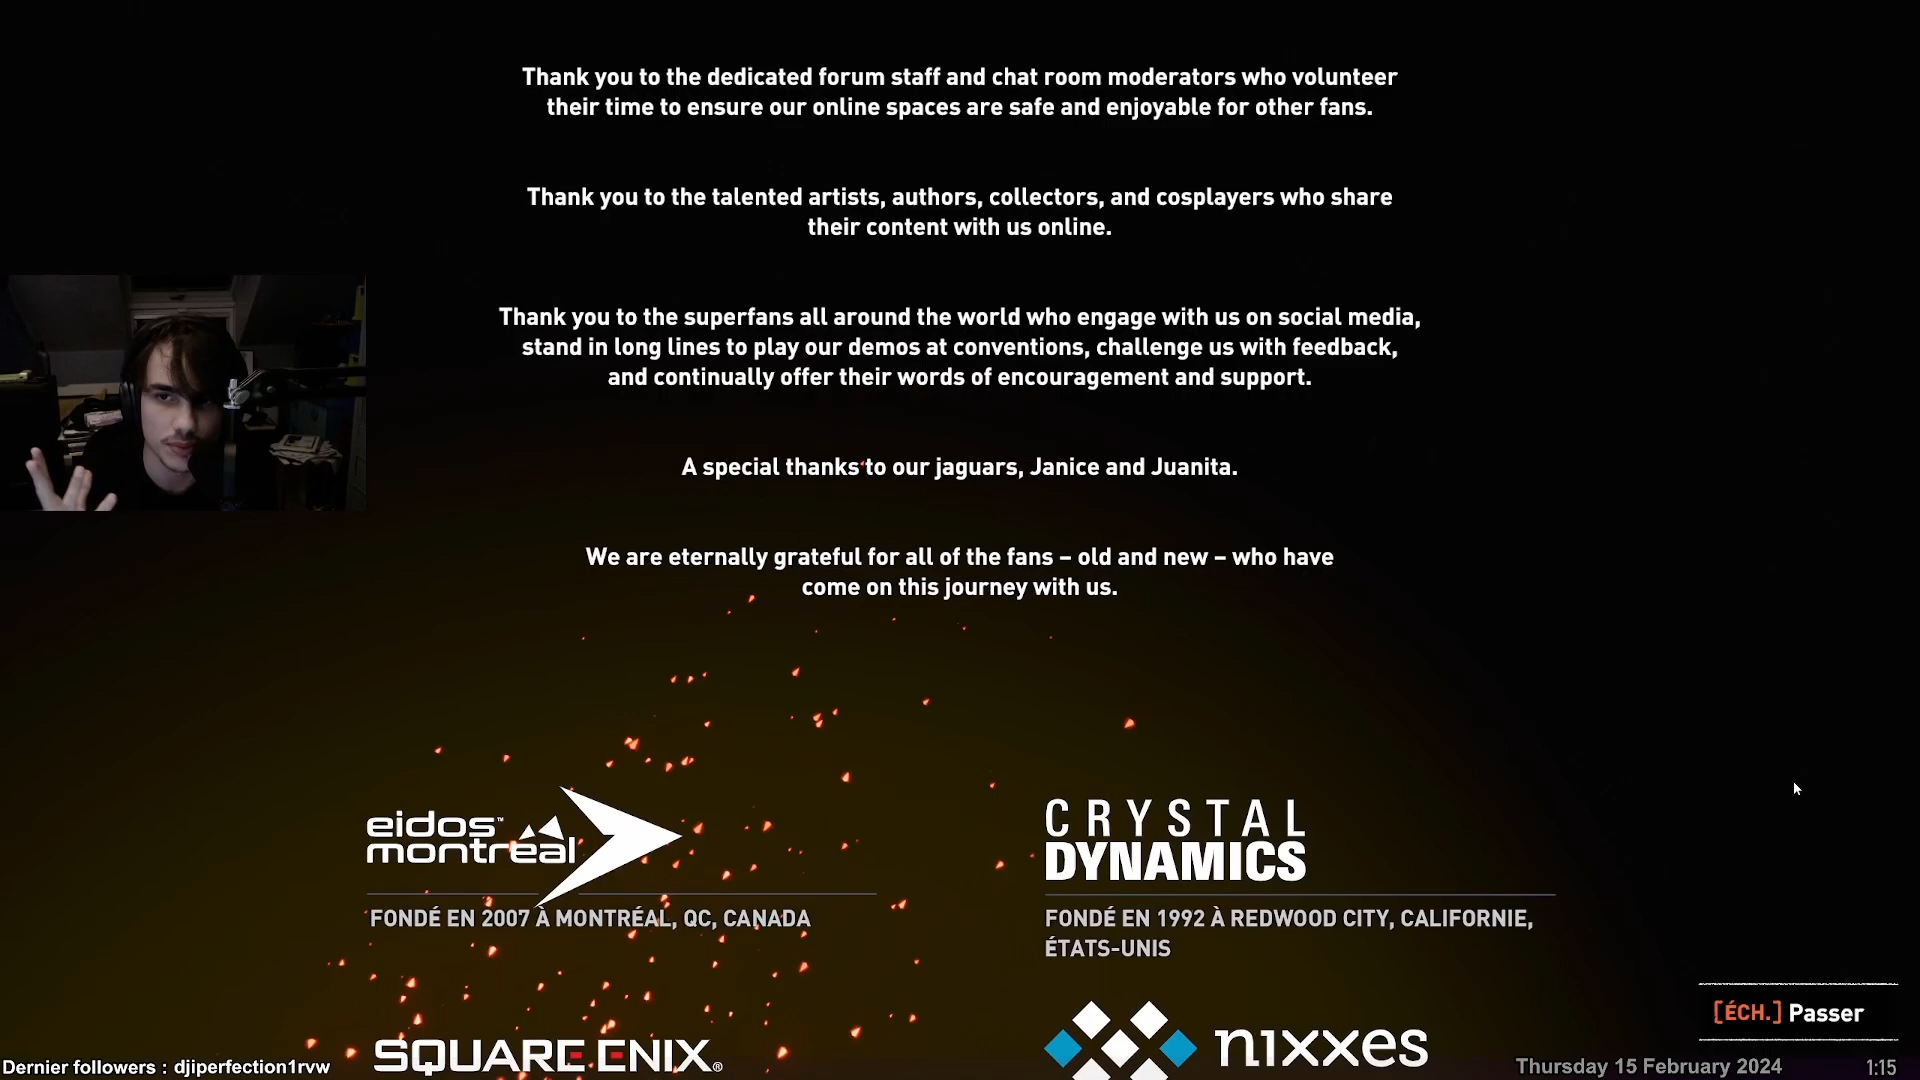 Thank you to the dedicated forum staff and chat room moderators who volunteer
their time to ensure our online spaces are safe and enjoyable for other fans.
Thank you to the talented artists, authors, collectors, and cosplayers who share
their content with us online.
Thank you to the superfans all around the world who engage with us on social media,
stand in long lines to play our demos at conventions, challenge us with feedback,
and continually offer their words of encouragement and support.
A special thanks to our jaguars, Janice and Juanita.
We are eternally grateful for all of the fans – old and new – who have
come on this journey with us.
eidos™
montréal
FONDÉ EN 2007 À MONTRÉAL, QC, CANADA
CRYSTAL
DYNAMICS
FONDÉ EN 1992 À REDWOOD CITY, CALIFORNIE,
ÉTATS-UNIS
[ÉCH.] Passer
SQUARE ENIX®
nixxes
Dernier followers : djiperfection1rvw
Thursday 15 February 2024 1:15